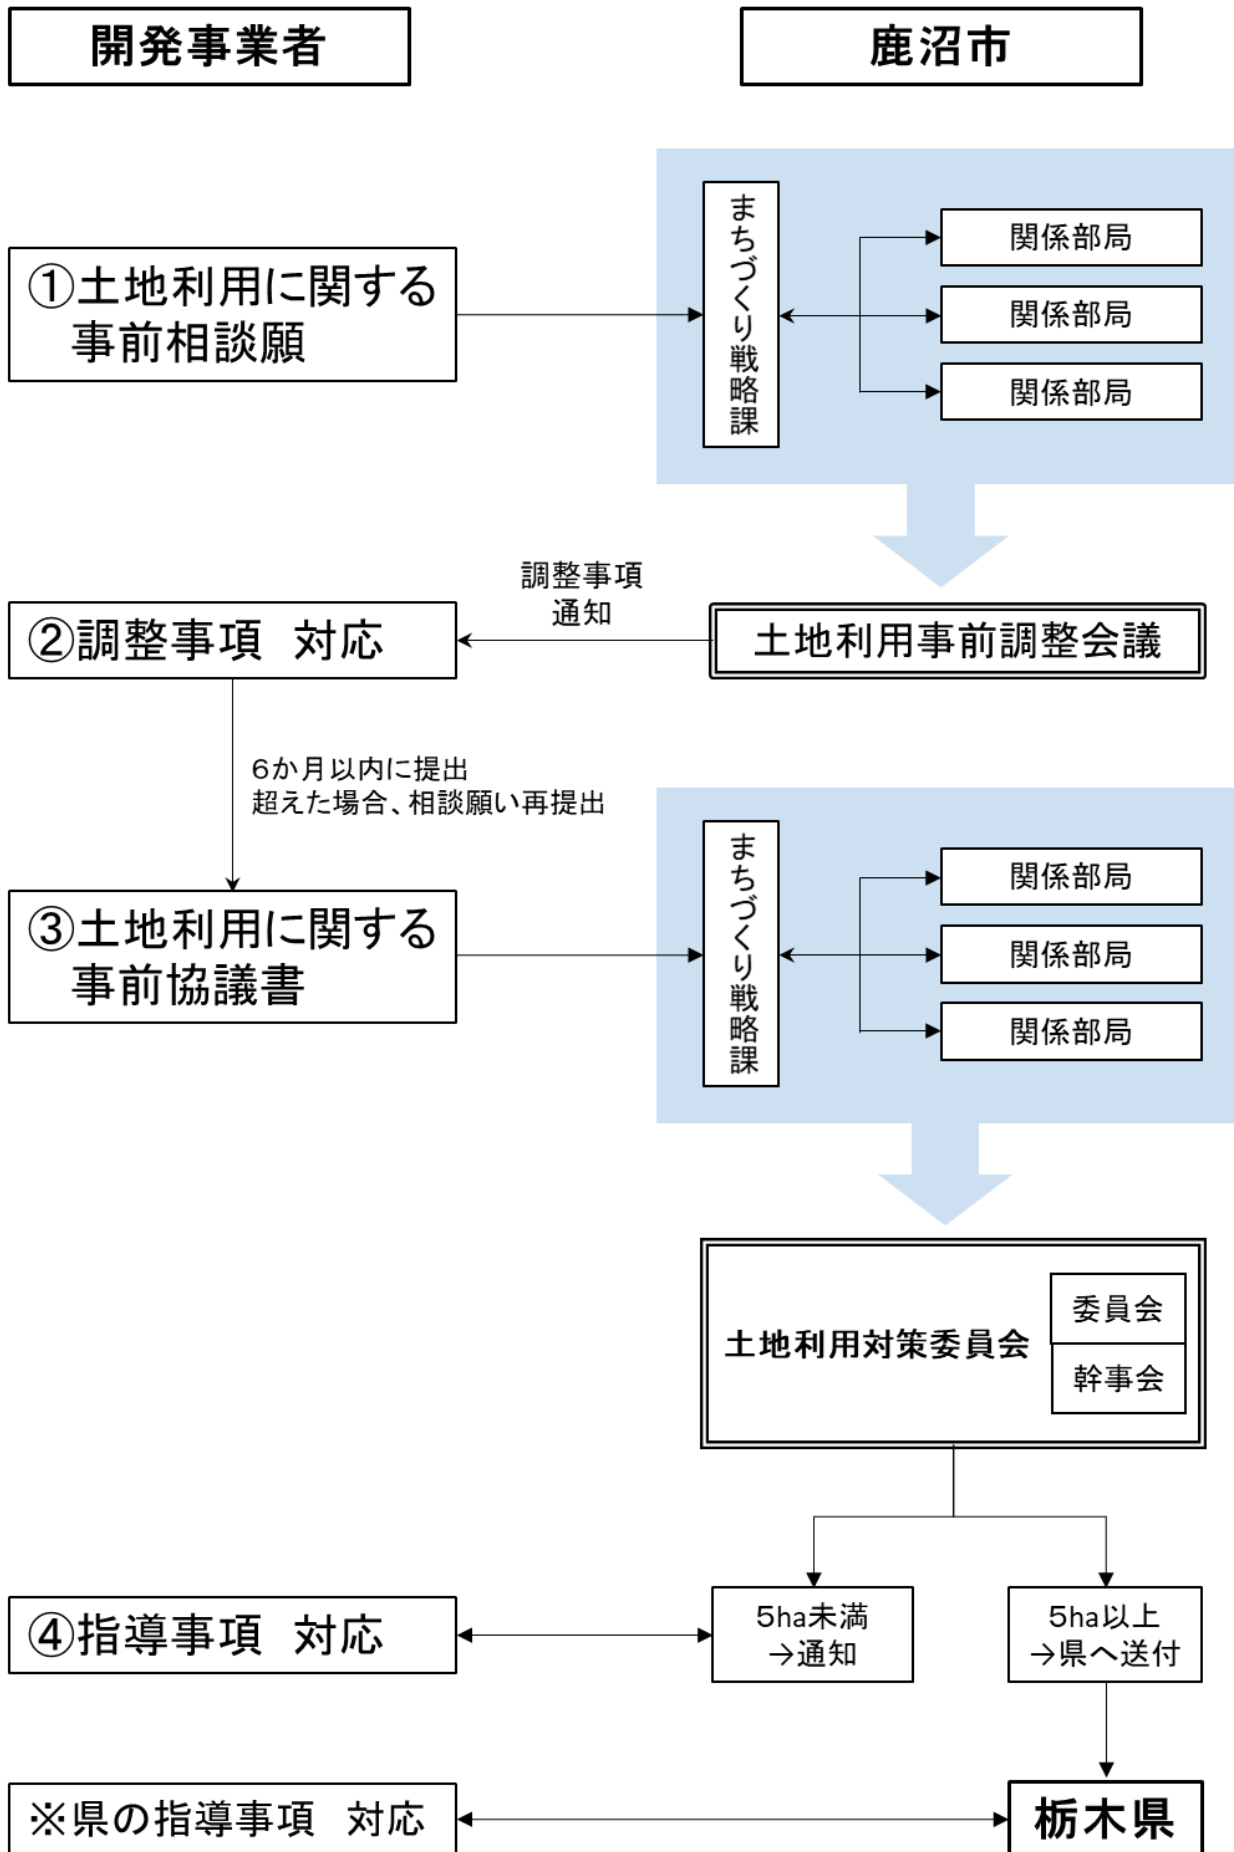 開発事業者
鹿沼市
①土地利用に関する
事前相談願
まちづくり戦略課
関係部局
関係部局
関係部局
調整事項
通知
②調整事項 対応
土地利用事前調整会議
6か月以内に提出
超えた場合、相談願い再提出
③土地利用に関する
事前協議書
まちづくり戦略課
関係部局
関係部局
関係部局
土地利用対策委員会
委員会
幹事会
④指導事項 対応
5ha未満
→通知
5ha以上
→県へ送付
※県の指導事項 対応
栃木県